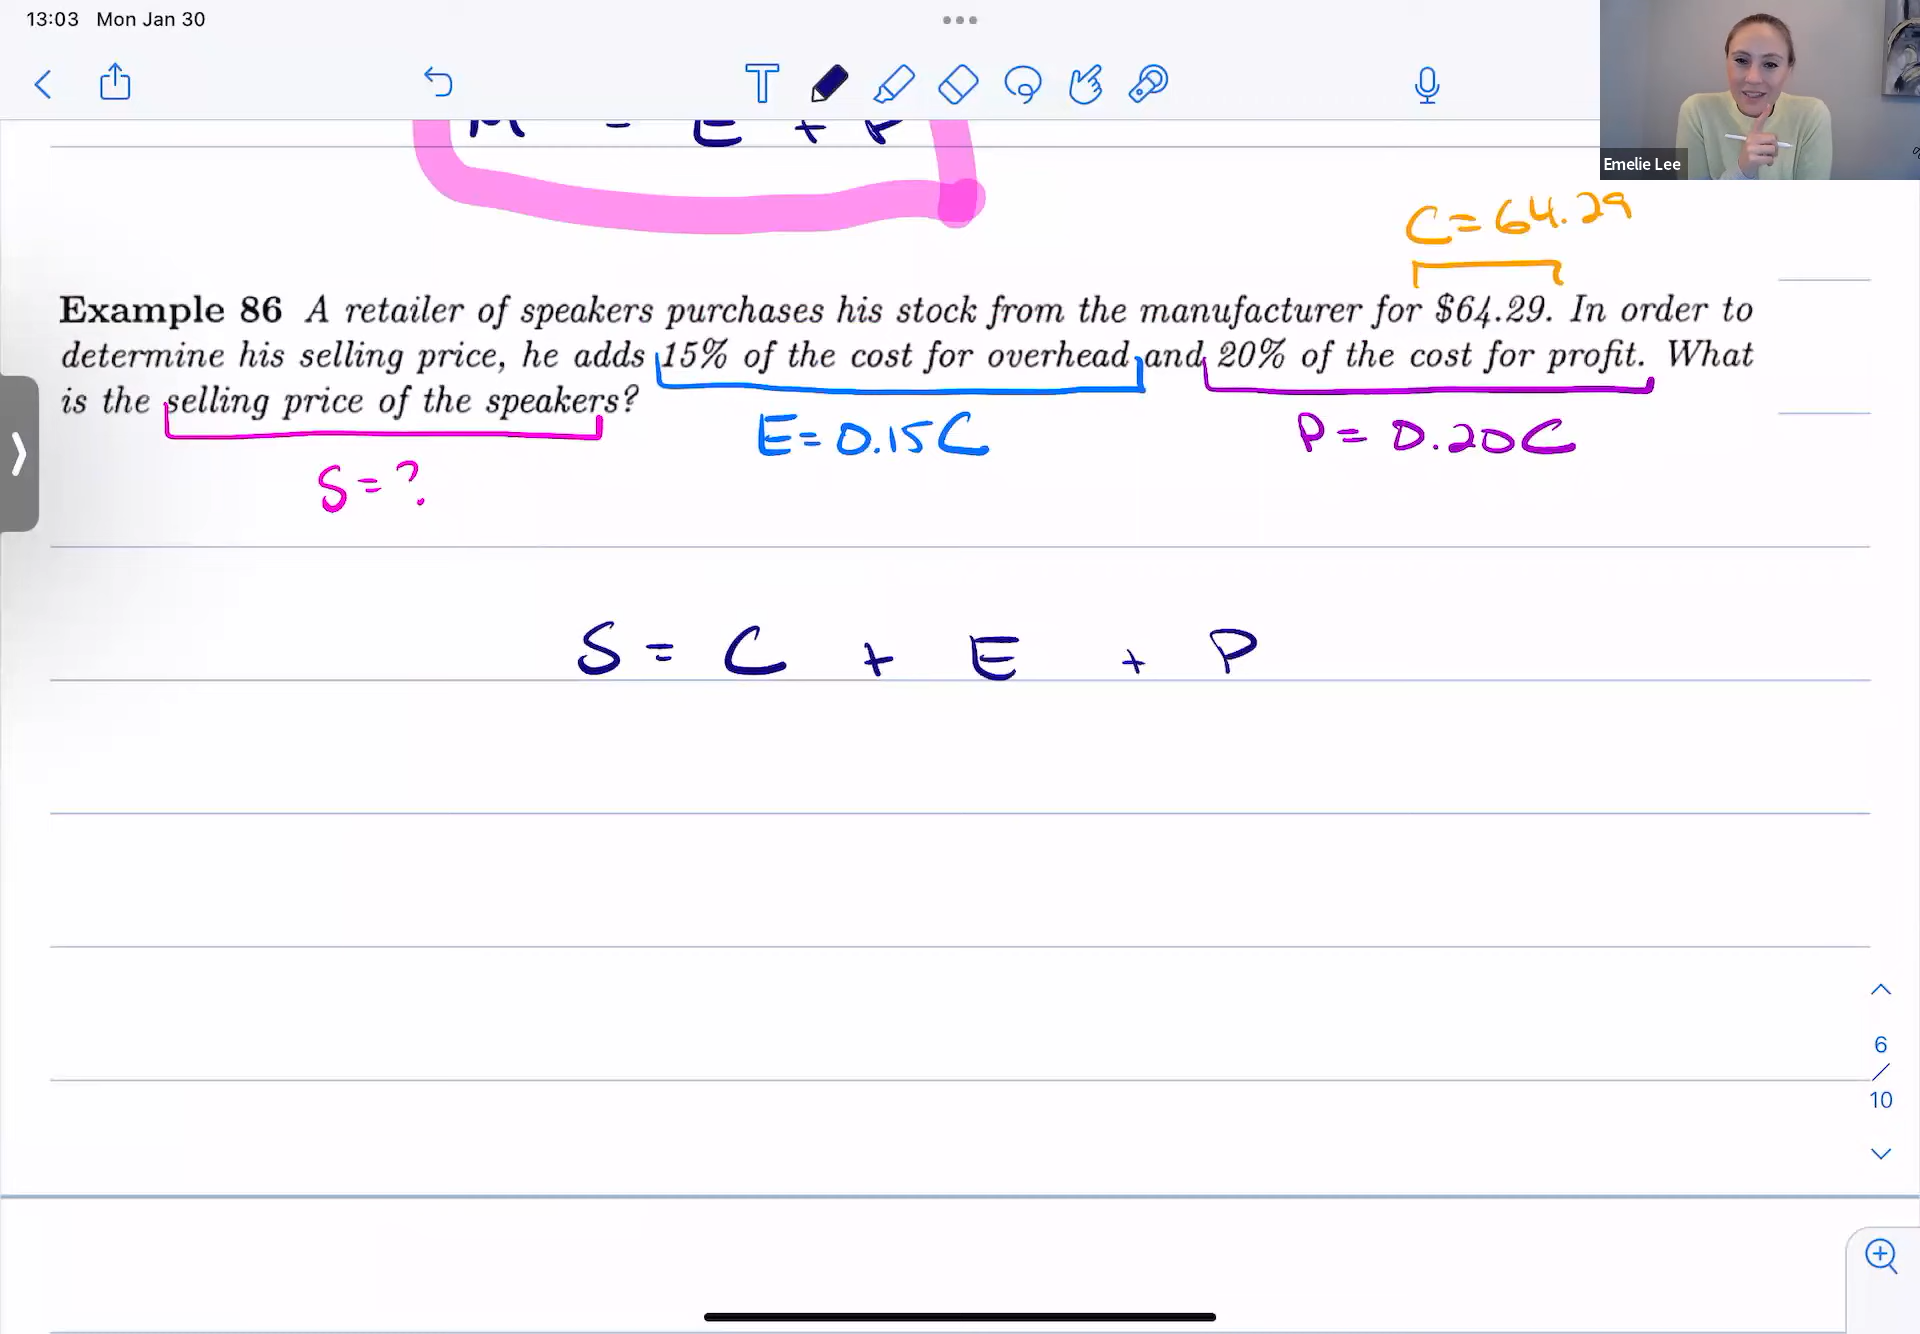 13:03 Mon Jan 30
T
M = E + P
Emelie Lee
C = 64.29
Example 86 A retailer of speakers purchases his stock from the manufacturer for $64.29. In order to
determine his selling price, he adds 15% of the cost for overhead and 20% of the cost for profit. What
is the selling price of the speakers?
E = 0.15C
P = 0.20C
S = ?
S = C + E + P
6
/
10